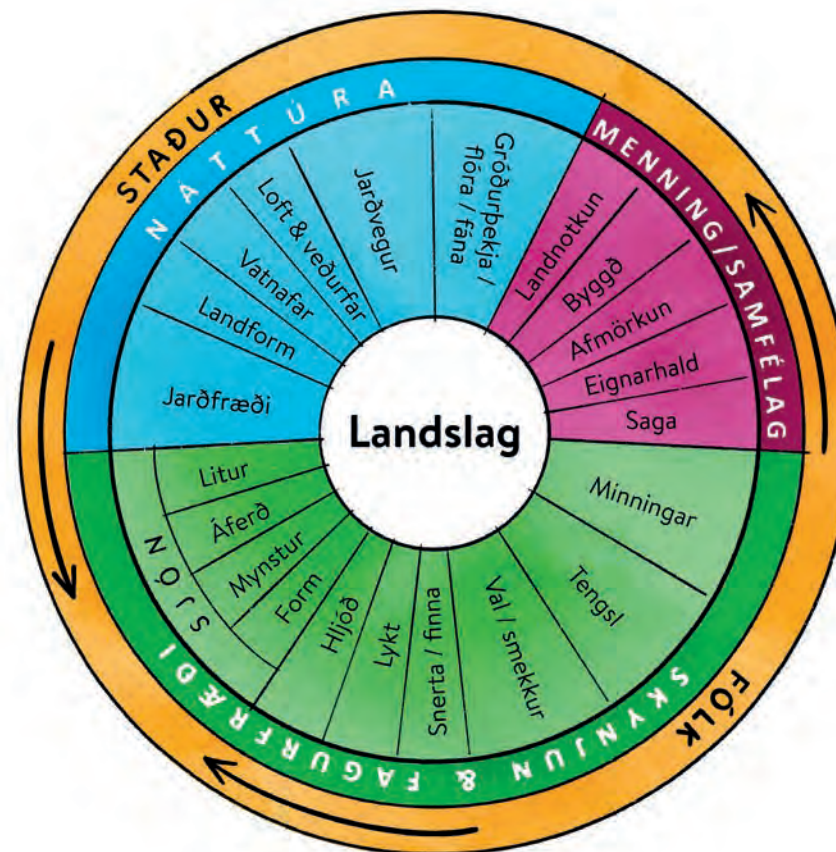 STAÐUR
NÁTTÚRA
MENNING/SAMFÉLAG
Jarðfræði
Landform
Vatnafar
Loft & veðurfar
Jarðvegur
Gróðurþekja /
flóra / fána
Landnotkun
Byggð
Afmörkun
Eignarhald
Saga
Landslag
Minningar
Tengsl
Val / smekkur
Snerta / finna
Lykt
Hljóð
Form
Mynstur
Áferð
Litur
SJÓN
SKYNJUN & FAGURFRÆÐI
FÓLK